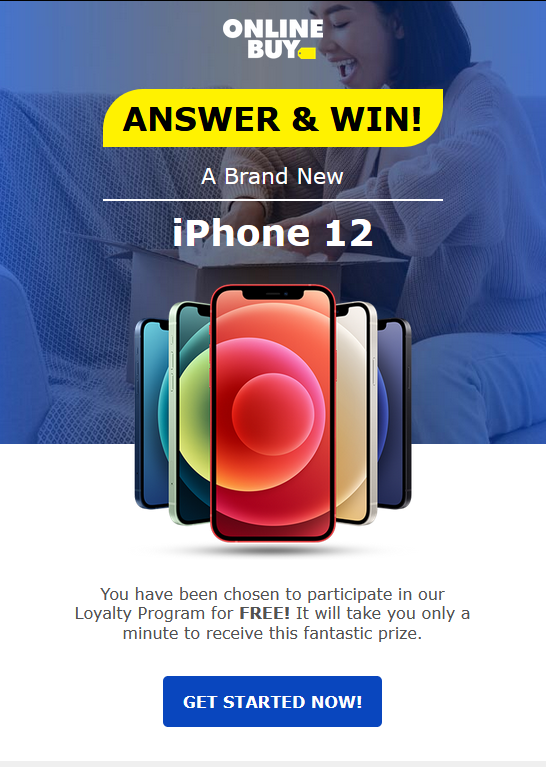 ONLINE
BUY
ANSWER & WIN!
A Brand New
iPhone 12
You have been chosen to participate in our
Loyalty Program for FREE! It will take you only a
minute to receive this fantastic prize.
GET STARTED NOW!